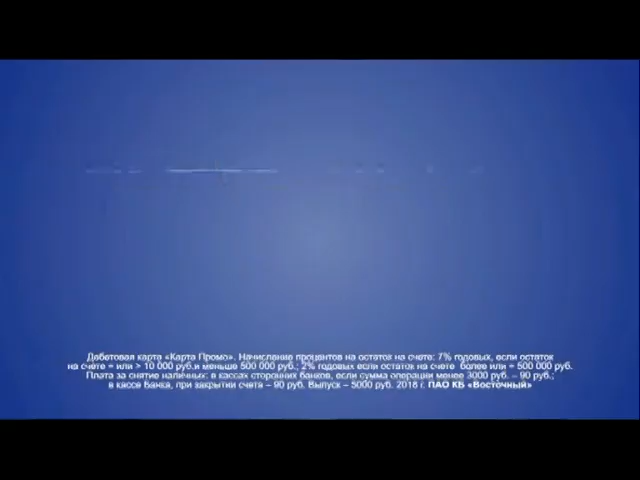 Дебетовая карта «Карта Промо». Начисление процентов на остаток на счете: 7% годовых, если остаток
на счёте = или > 10 000 руб.и меньше 500 000 руб.; 2% годовых если остаток на счете более или = 500 000 руб.
Плата за снятие наличных: в кассах сторонних банков, если сумма операции менее 3000 руб. – 90 руб.;
в кассе Банка, при закрытии счета – 90 руб. Выпуск – 5000 руб. 2016 г. ПАО КБ «Восточный»